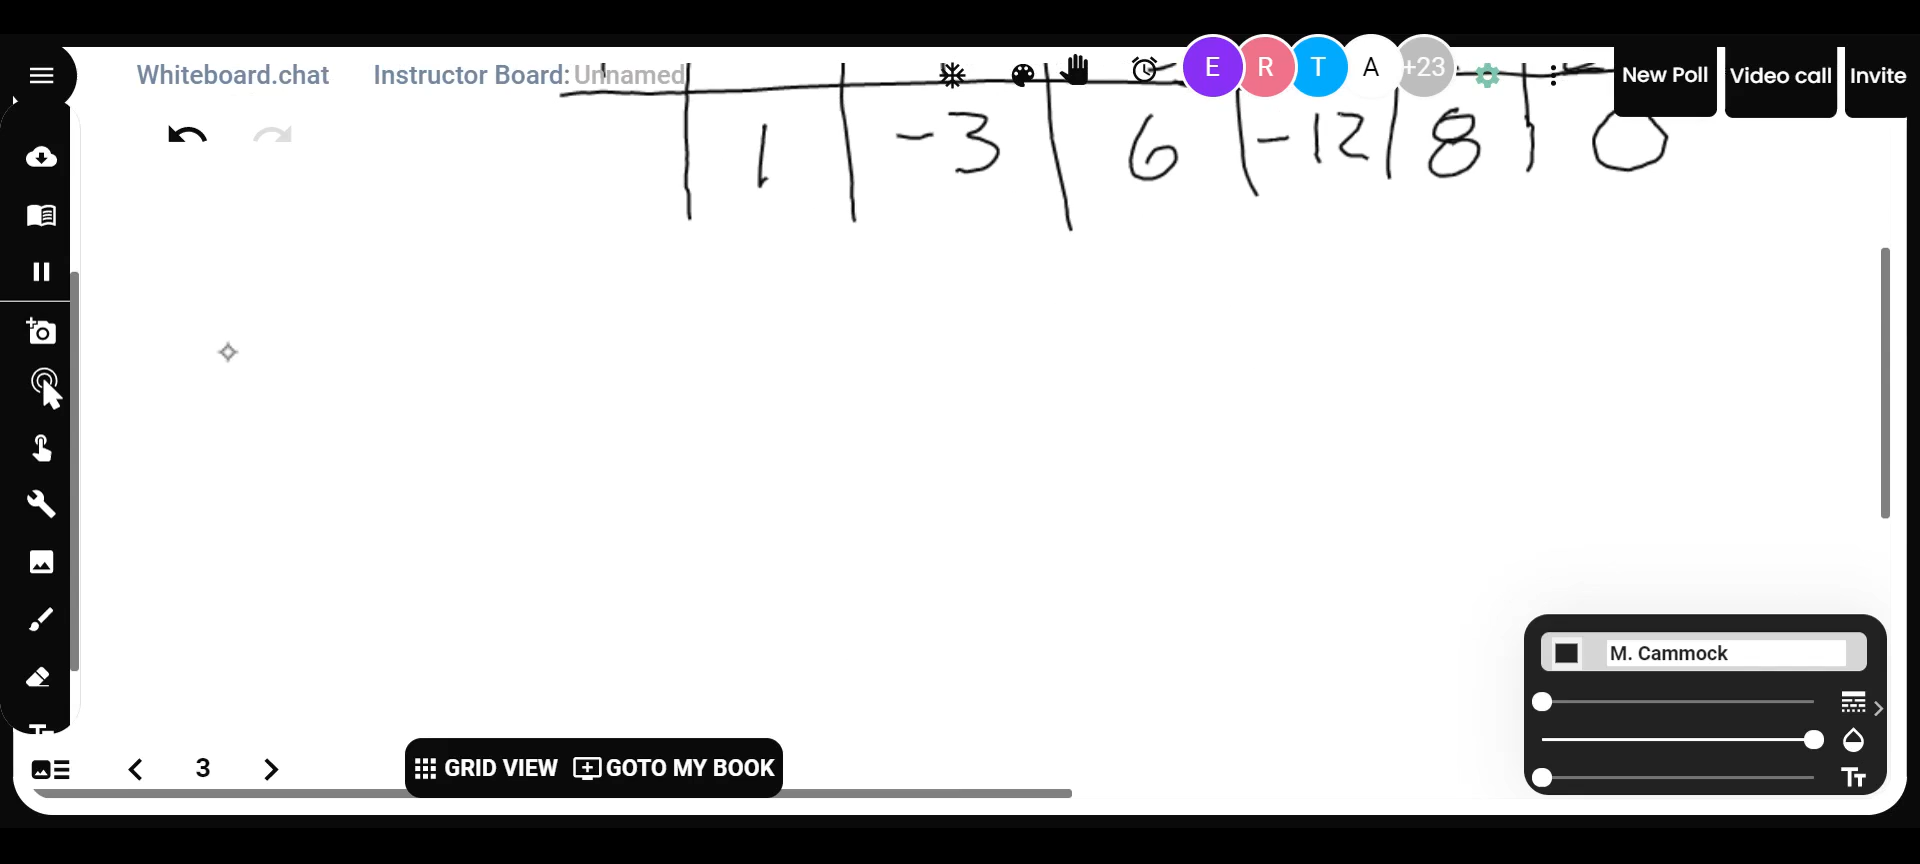 Whiteboard.chat Instructor Board: Unnamed E R T A +23 New Poll Video call Invite
1 -3 6 -12 8 0
M. Cammock
3 GRID VIEW GOTO MY BOOK